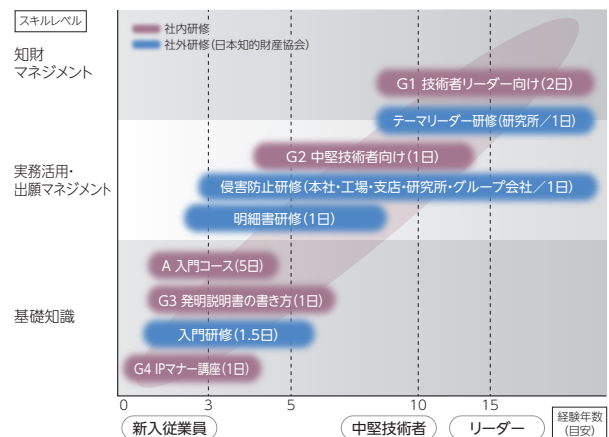 スキルレベル
社内研修
社外研修(日本知的財産協会)
知財
マネジメント
G1 技術者リーダー向け(2日)
テーマリーダー研修(研究所／1日)
G2 中堅技術者向け(1日)
実務活用・
出願マネジメント
侵害防止研修(本社・工場・支店・研究所・グループ会社／1日)
明細書研修(1日)
A 入門コース(5日)
G3 発明説明書の書き方(1日)
基礎知識
入門研修(1.5日)
G4 IPマナー講座(1日)
0 3 5 10 15
新入従業員 中堅技術者 リーダー
経験年数
(目安)